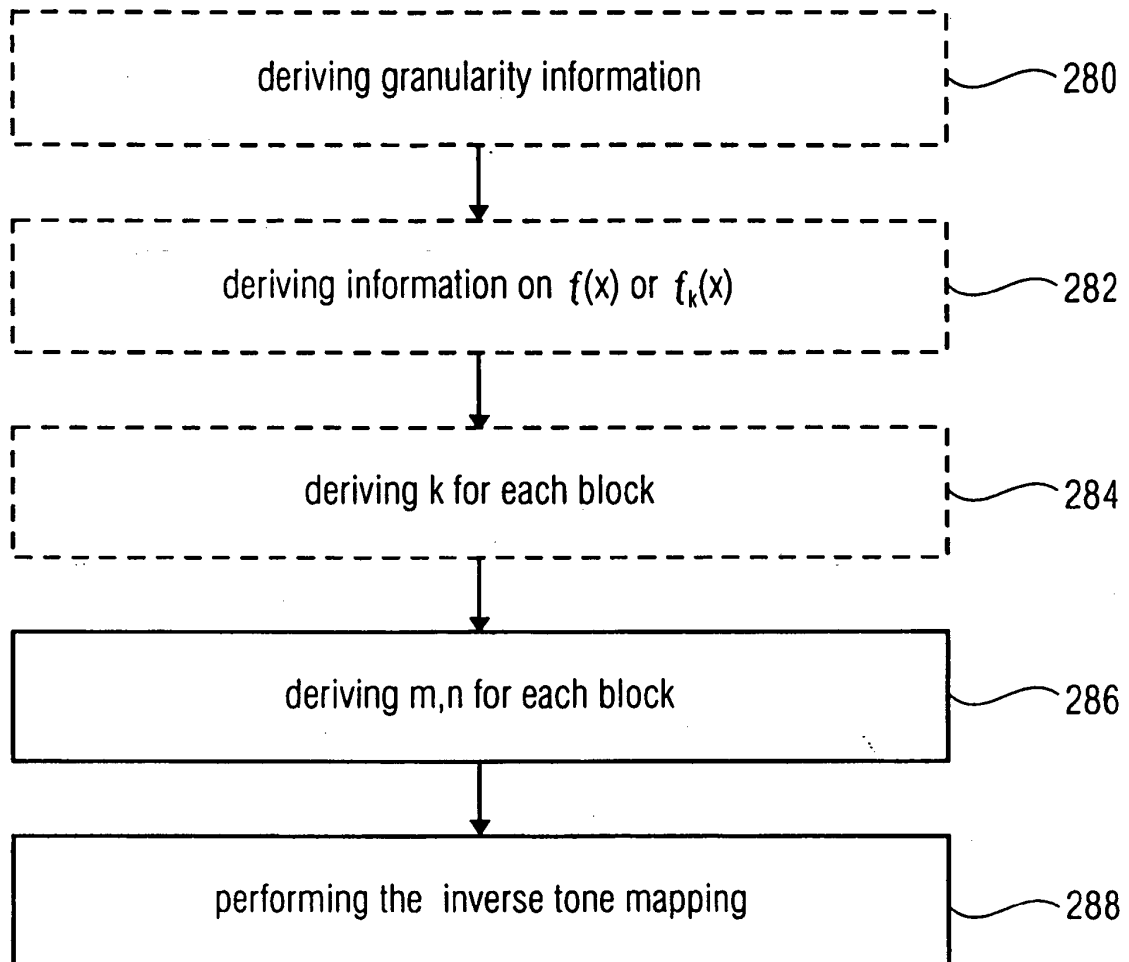 deriving granularity information 280
deriving information on f(x) or fₖ(x) 282
deriving k for each block 284
deriving m,n for each block 286
performing the inverse tone mapping 288